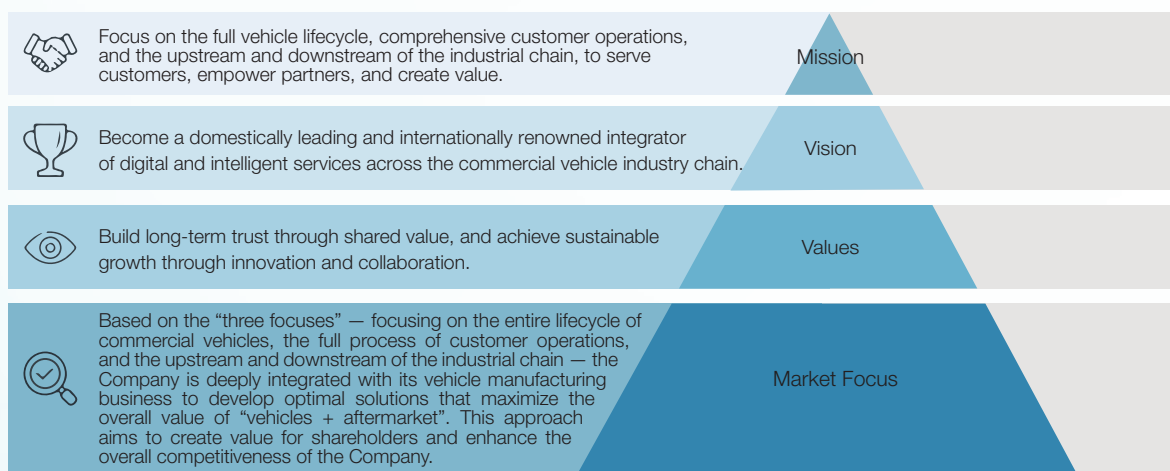 Focus on the full vehicle lifecycle, comprehensive customer operations,
and the upstream and downstream of the industrial chain, to serve
customers, empower partners, and create value.
Mission
Become a domestically leading and internationally renowned integrator
of digital and intelligent services across the commercial vehicle industry chain.
Vision
Build long-term trust through shared value, and achieve sustainable
growth through innovation and collaboration.
Values
Based on the “three focuses” — focusing on the entire lifecycle of
commercial vehicles, the full process of customer operations,
and the upstream and downstream of the industrial chain — the
Company is deeply integrated with its vehicle manufacturing
business to develop optimal solutions that maximize the
overall value of “vehicles + aftermarket”. This approach
aims to create value for shareholders and enhance the
overall competitiveness of the Company.
Market Focus